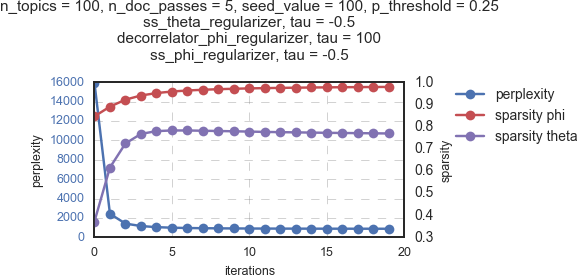 n_topics = 100, n_doc_passes = 5, seed_value = 100, p_threshold = 0.25
ss_theta_regularizer, tau = -0.5
decorrelator_phi_regularizer, tau = 100
ss_phi_regularizer, tau = -0.5
16000
14000
12000
10000
8000
6000
4000
2000
0
perplexity
0
5
10
15
20
iterations
1.0
0.9
0.8
0.7
0.6
0.5
0.4
0.3
sparsity
perplexity
sparsity phi
sparsity theta